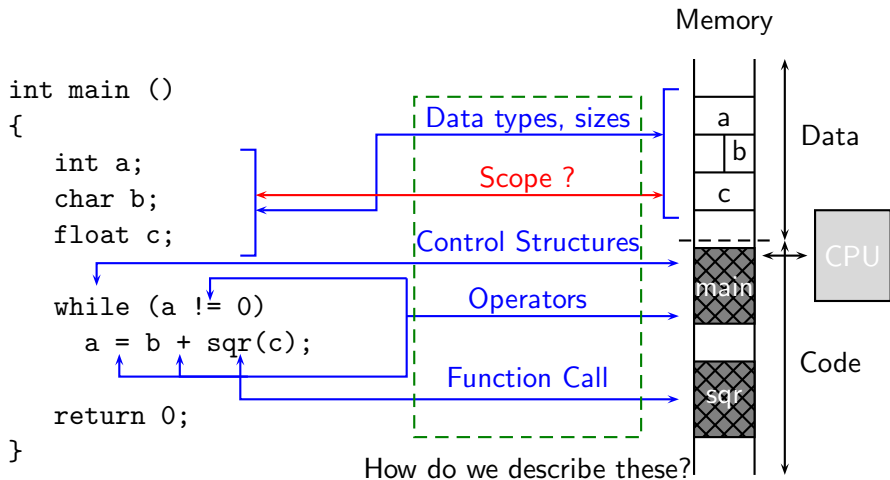 Memory
int main ()
{
int a;
char b;
float c;
while (a != 0)
a = b + sqr(c);
return 0;
}
Data types, sizes
Scope ?
Control Structures
Operators
Function Call
How do we describe these?
a
b
c
main
sqr
Data
Code
CPU